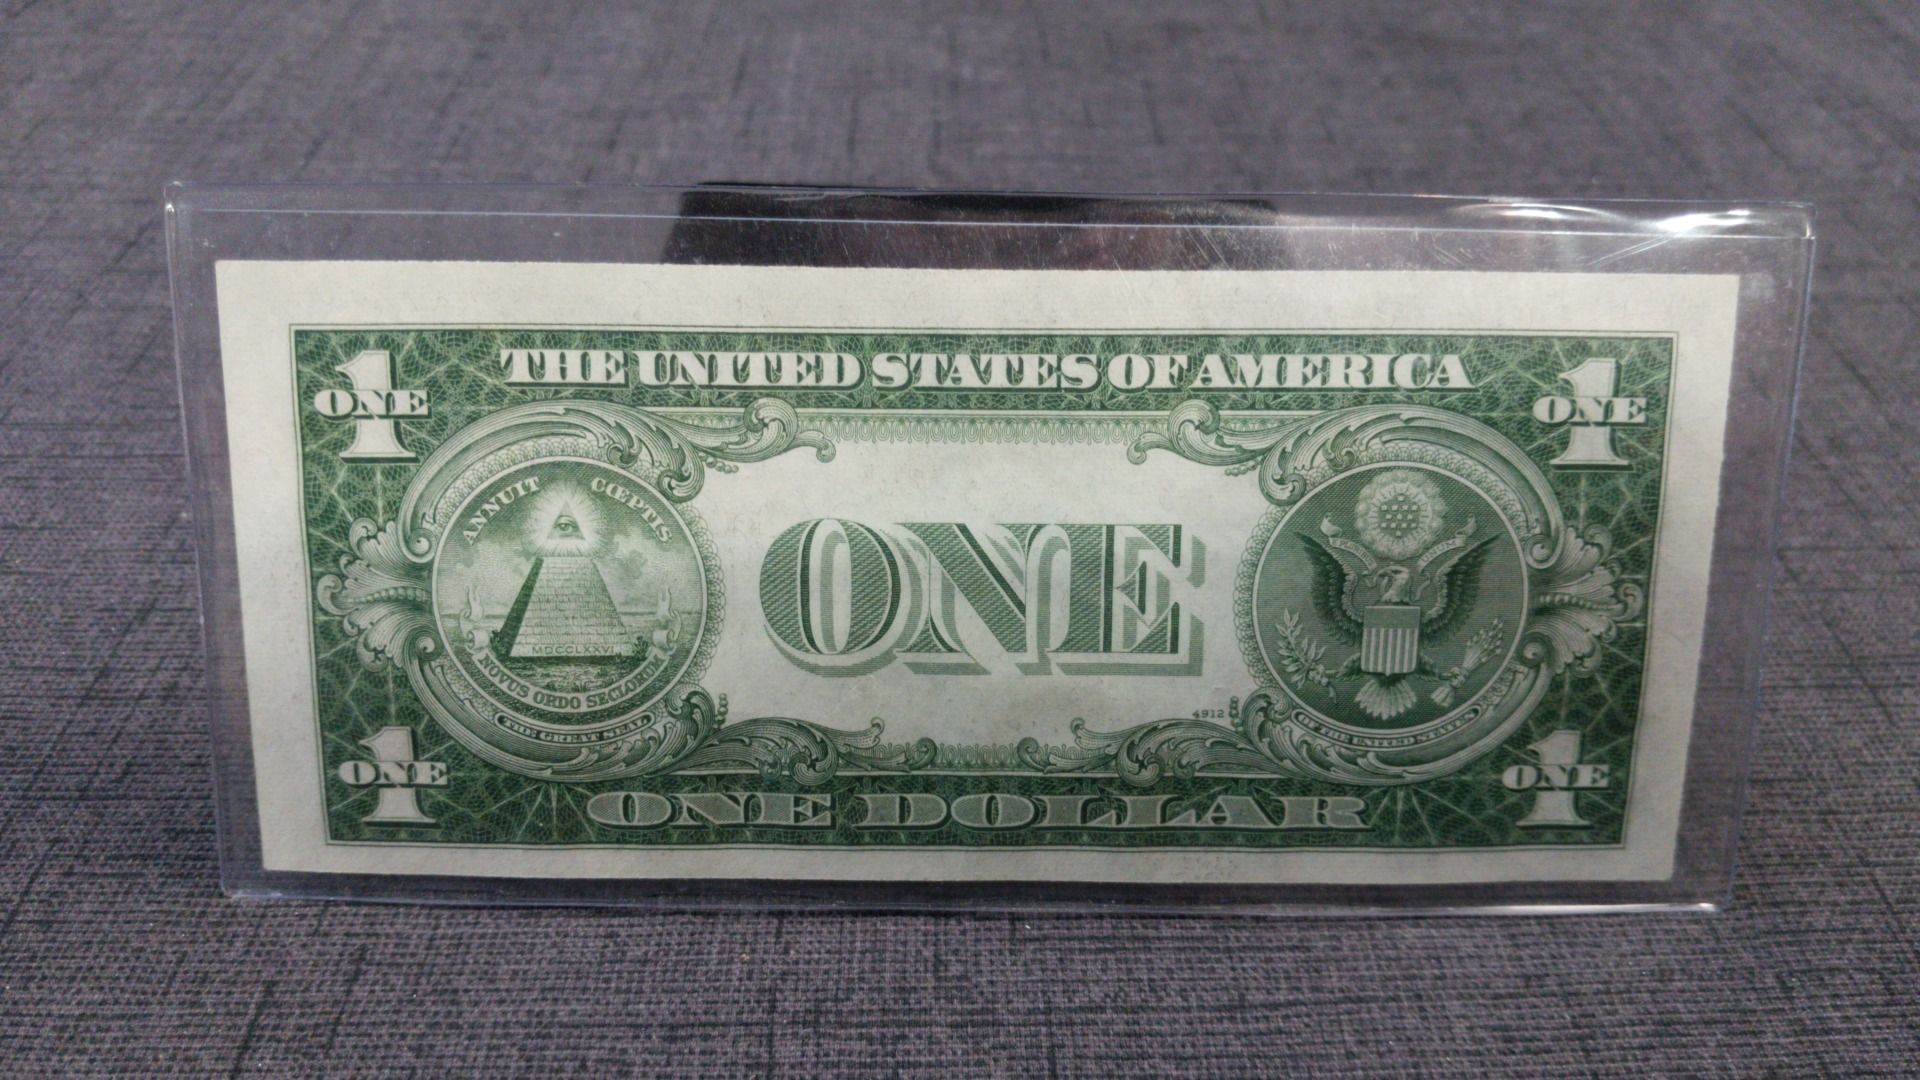 THE UNITED STATES OF AMERICA
1 ONE
1 ONE
ANNUIT CŒPTIS
ONE
MDCCLXXVI
NOVUS ORDO SECLORUM
4912
THE GREAT SEAL
OF THE UNITED STATES
1 ONE
1 ONE
ONE DOLLAR